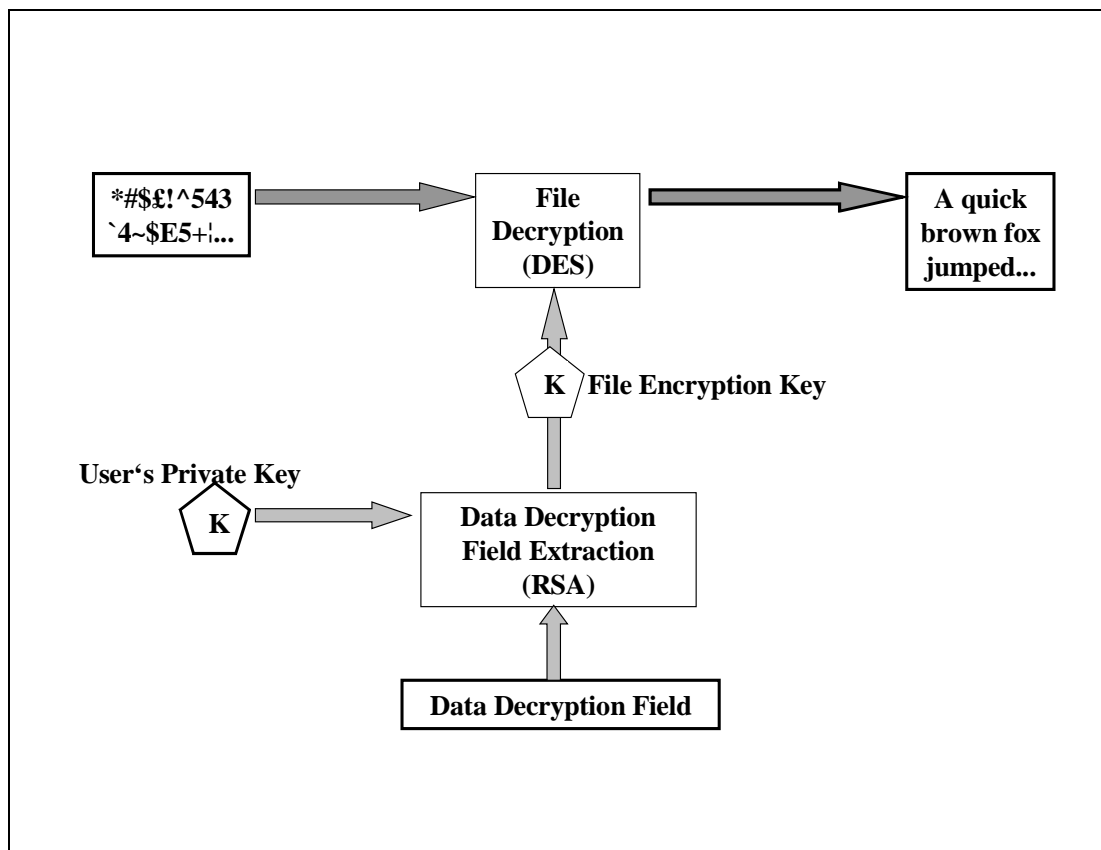 *#$£!^543
`4~$E5+¦...
File
Decryption
(DES)
A quick
brown fox
jumped...
K
File Encryption Key
User‘s Private Key
K
Data Decryption
Field Extraction
(RSA)
Data Decryption Field